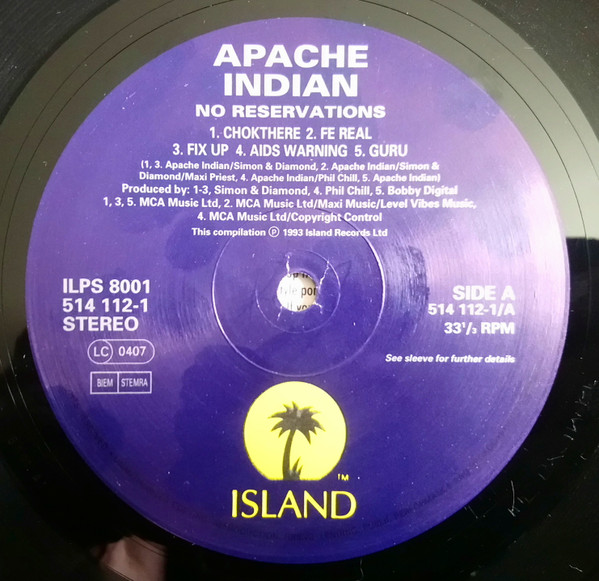 APACHE
INDIAN
NO RESERVATIONS
1. CHOKTHERE 2. FE REAL
3. FIX UP 4. AIDS WARNING 5. GURU
(1, 3. Apache Indian/Simon & Diamond, 2. Apache Indian/Simon &
Diamond/Maxi Priest, 4. Apache Indian/Phil Chill, 5. Apache Indian)
Produced by: 1-3, Simon & Diamond, 4. Phil Chill, 5. Bobby Digital
1, 3, 5. MCA Music Ltd, 2. MCA Music Ltd/Maxi Music/Level Vibes Music,
4. MCA Music Ltd/Copyright Control
This compilation ℗ 1993 Island Records Ltd
ILPS 8001
514 112-1
STEREO
LC 0407
BIEM STEMRA
SIDE A
514 112-1/A
33 1/3 RPM
See sleeve for further details
TM
ISLAND